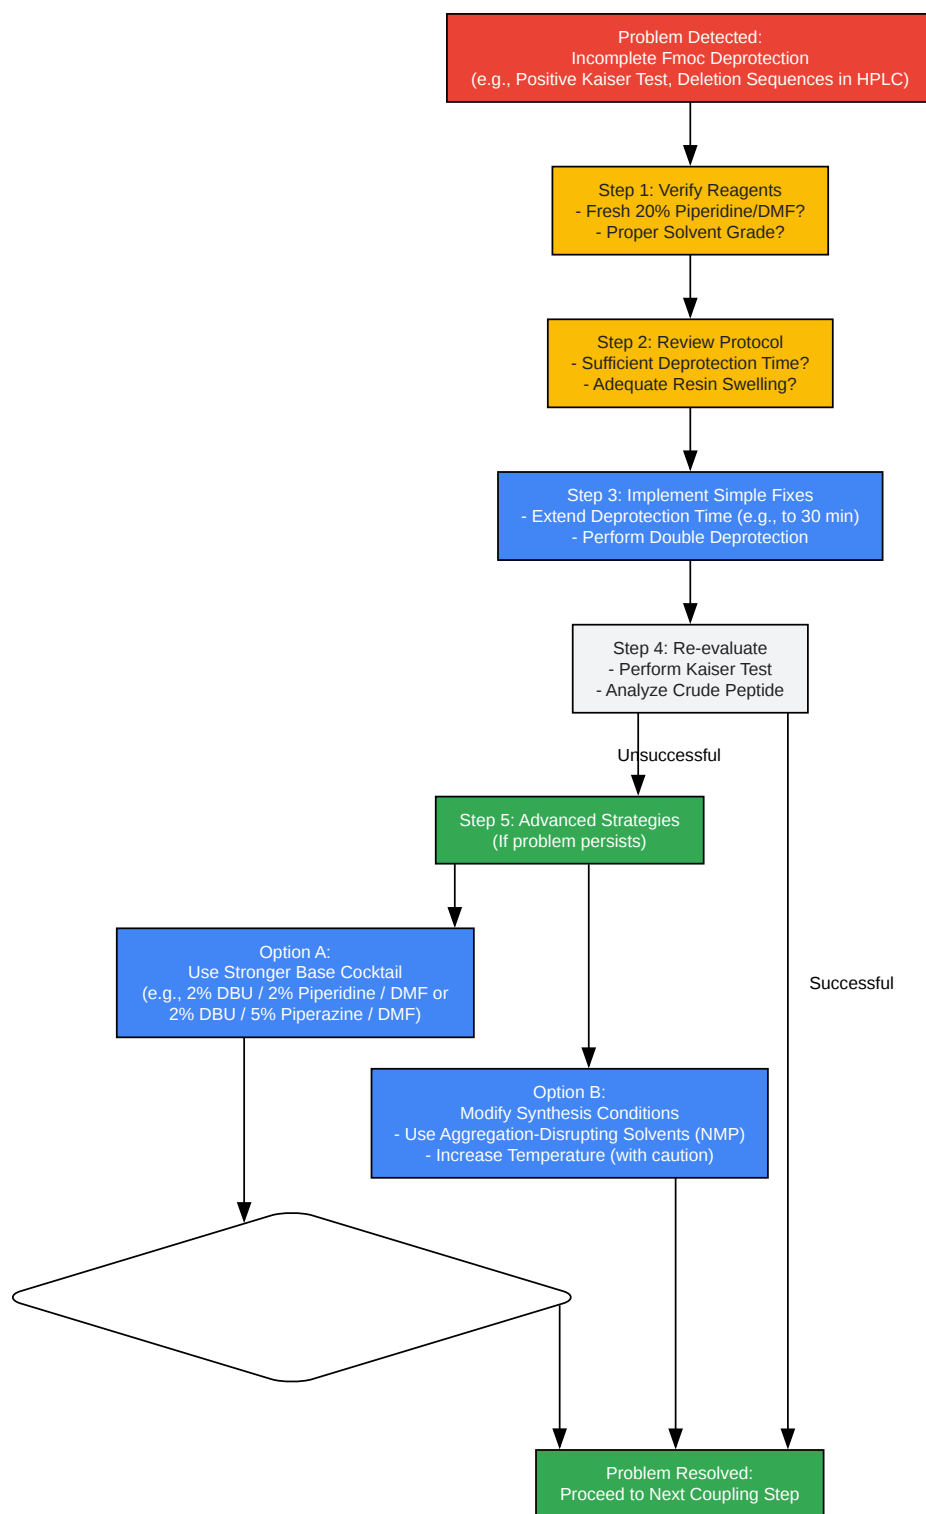 Problem Detected:
Incomplete Fmoc Deprotection
(e.g., Positive Kaiser Test, Deletion Sequences in HPLC)
Step 1: Verify Reagents
- Fresh 20% Piperidine/DMF?
- Proper Solvent Grade?
Step 2: Review Protocol
- Sufficient Deprotection Time?
- Adequate Resin Swelling?
Step 3: Implement Simple Fixes
- Extend Deprotection Time (e.g., to 30 min)
- Perform Double Deprotection
Step 4: Re-evaluate
- Perform Kaiser Test
- Analyze Crude Peptide
Unsuccessful
Step 5: Advanced Strategies
(If problem persists)
Option A:
Use Stronger Base Cocktail
(e.g., 2% DBU / 2% Piperidine / DMF or
2% DBU / 5% Piperazine / DMF)
Successful
Option B:
Modify Synthesis Conditions
- Use Aggregation-Disrupting Solvents (NMP)
- Increase Temperature (with caution)
Problem Resolved:
Proceed to Next Coupling Step